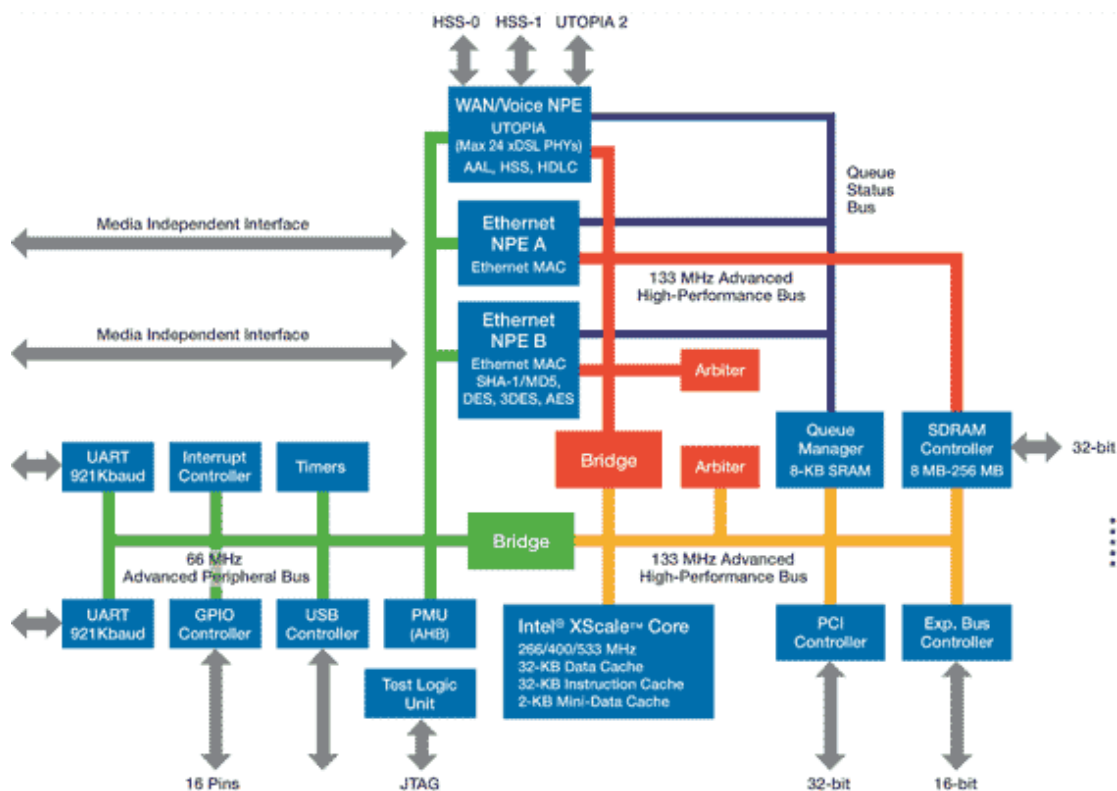 HSS-0 HSS-1 UTOPIA 2
WAN/Voice NPE
UTOPIA
(Max 24 xDSL PHYs)
AAL, HSS, HDLC
Queue
Status
Bus
Media Independent Interface
Ethernet
NPE A
Ethernet MAC
133 MHz Advanced
High-Performance Bus
Media Independent Interface
Ethernet
NPE B
Ethernet MAC
SHA-1/MD5,
DES, 3DES, AES
Arbiter
UART
921Kbaud
Interrupt
Controller
Timers
Bridge
Arbiter
Queue
Manager
8-KB SRAM
SDRAM
Controller
8 MB-256 MB
32-bit
Bridge
66 MHz
Advanced Peripheral Bus
133 MHz Advanced
High-Performance Bus
UART
921Kbaud
GPIO
Controller
USB
Controller
PMU
(AHB)
Intel® XScale™ Core
266/400/533 MHz
32-KB Data Cache
32-KB Instruction Cache
2-KB Mini-Data Cache
PCI
Controller
Exp. Bus
Controller
Test Logic
Unit
16 Pins
JTAG
32-bit
16-bit